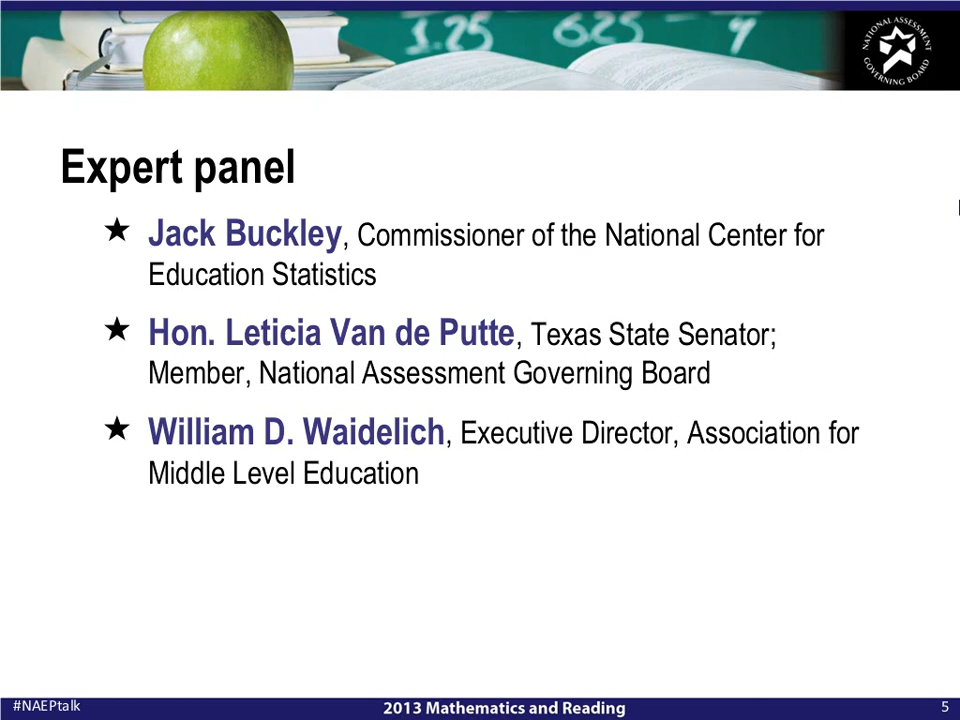 1.25 625
4
NATIONAL ASSESSMENT
GOVERNING BOARD
Expert panel
★ Jack Buckley, Commissioner of the National Center for
Education Statistics
★ Hon. Leticia Van de Putte, Texas State Senator;
Member, National Assessment Governing Board
★ William D. Waidelich, Executive Director, Association for
Middle Level Education
#NAEPtalk 2013 Mathematics and Reading 5